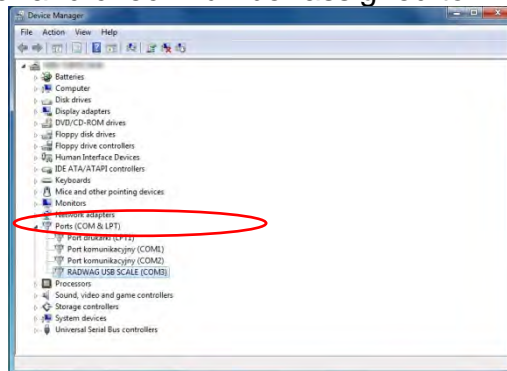 Device Manager
File Action View Help
Batteries
Computer
Disk drives
Display adapters
DVD/CD-ROM drives
Floppy disk drives
Floppy drive controllers
Human Interface Devices
IDE ATA/ATAPI controllers
Keyboards
Mice and other pointing devices
Monitors
Network adapters
Ports (COM & LPT)
Port drukarki (LPT1)
Port komunikacyjny (COM1)
Port komunikacyjny (COM2)
RADWAG USB SCALE (COM3)
Processors
Sound, video and game controllers
Storage controllers
System devices
Universal Serial Bus controllers